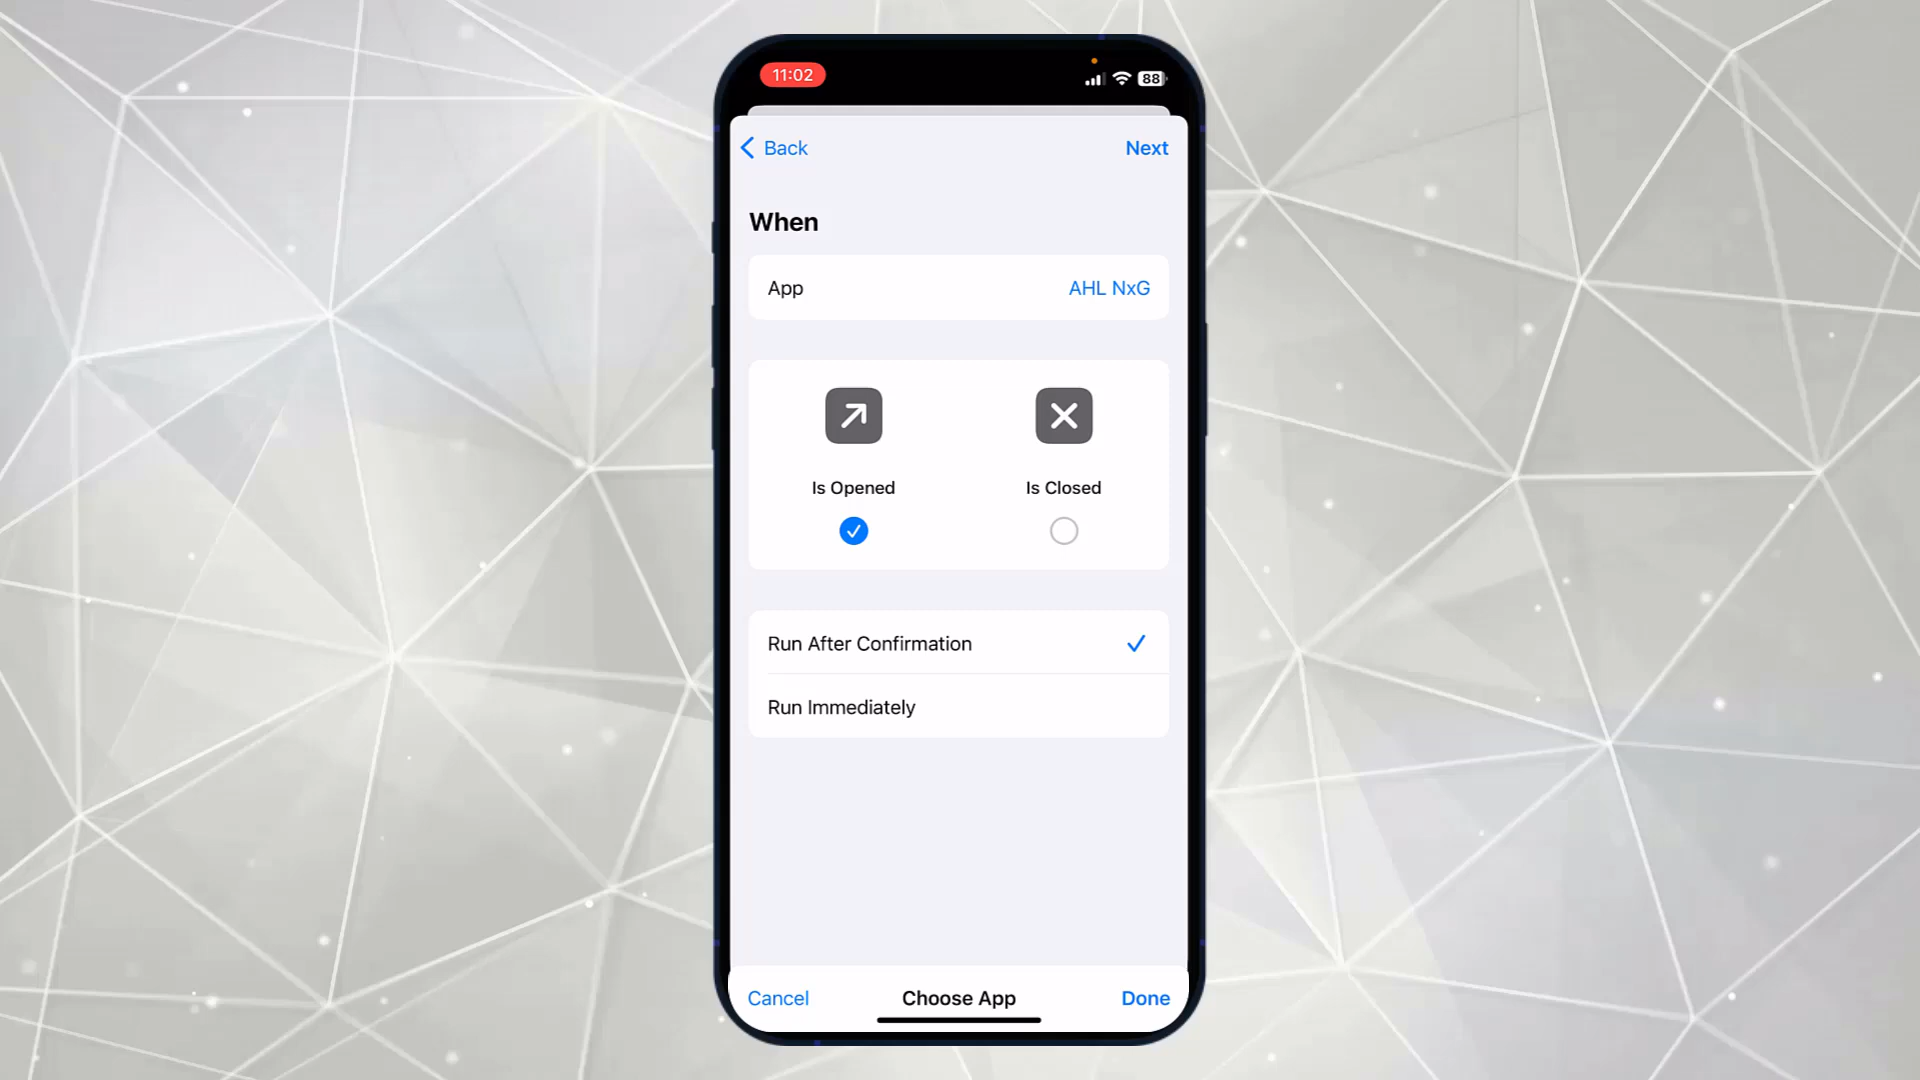 11:02
88
Back
Next
When
App
AHL NxG
Is Opened
Is Closed
Run After Confirmation
Run Immediately
Cancel
Choose App
Done